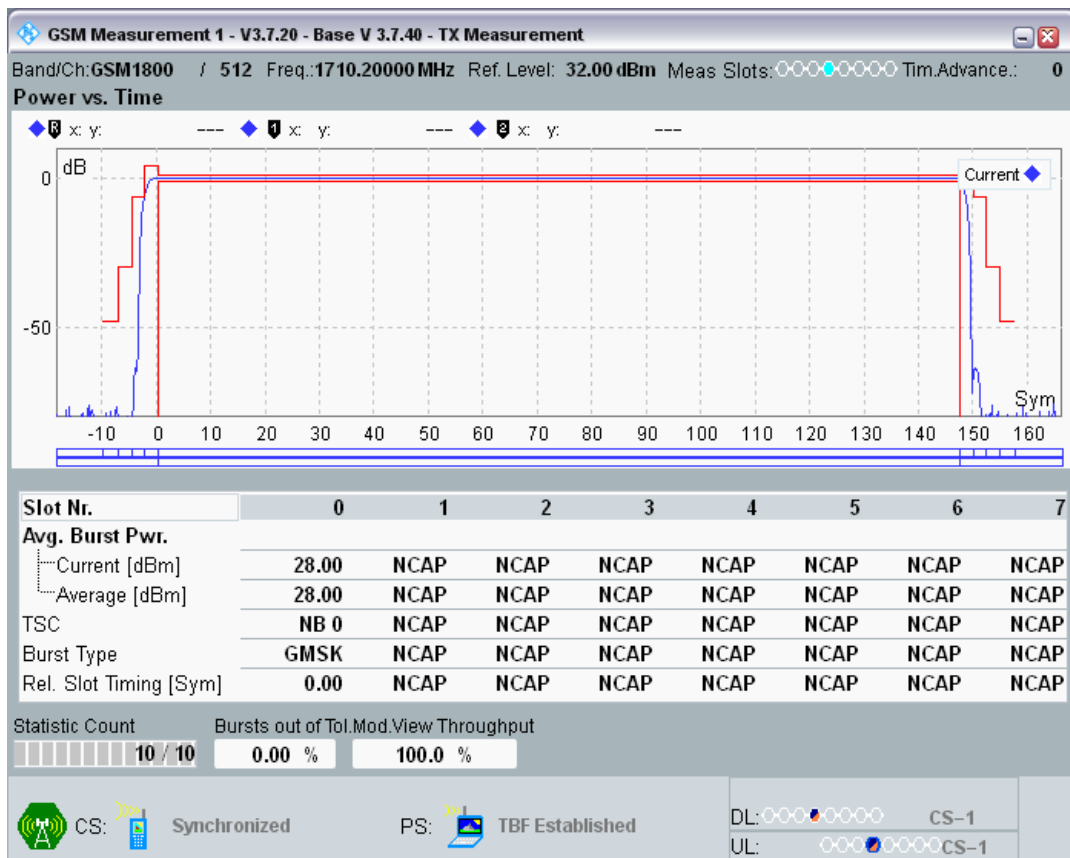 GSM Measurement 1 - V3.7.20 - Base V 3.7.40 - TX Measurement
Band/Ch:GSM1800 / 512 Freq.:1710.20000 MHz Ref. Level: 32.00 dBm Meas Slots: Tim.Advance.: 0
Power vs. Time
R x: y: --- 1 x: y: --- 2 x: y: ---
dB
Current
0
-50
Sym
-10 0 10 20 30 40 50 60 70 80 90 100 110 120 130 140 150 160
Slot Nr. 0 1 2 3 4 5 6 7
Avg. Burst Pwr.
Current [dBm] 28.00 NCAP NCAP NCAP NCAP NCAP NCAP NCAP
Average [dBm] 28.00 NCAP NCAP NCAP NCAP NCAP NCAP NCAP
TSC NB 0 NCAP NCAP NCAP NCAP NCAP NCAP NCAP
Burst Type GMSK NCAP NCAP NCAP NCAP NCAP NCAP NCAP
Rel. Slot Timing [Sym] 0.00 NCAP NCAP NCAP NCAP NCAP NCAP NCAP
Statistic Count Bursts out of Tol.Mod.View Throughput
10 / 10 0.00 % 100.0 %
CS: Synchronized PS: TBF Established
DL: CS-1
UL: CS-1